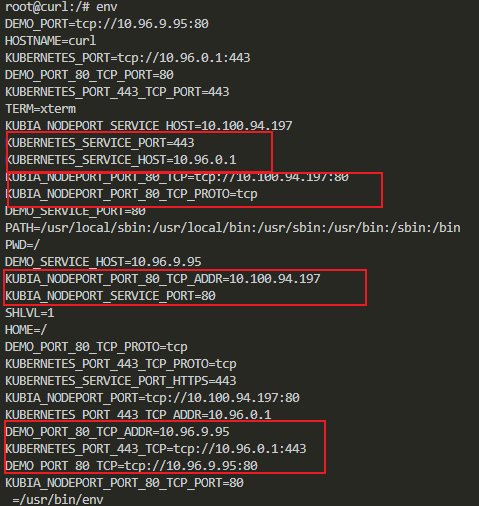 root@curl:/# env
DEMO_PORT=tcp://10.96.9.95:80
HOSTNAME=curl
KUBERNETES_PORT=tcp://10.96.0.1:443
DEMO_PORT_80_TCP_PORT=80
KUBERNETES_PORT_443_TCP_PORT=443
TERM=xterm
KUBIA_NODEPORT_SERVICE_HOST=10.100.94.197
KUBERNETES_SERVICE_PORT=443
KUBERNETES_SERVICE_HOST=10.96.0.1
KUBIA_NODEPORT_PORT_80_TCP=tcp://10.100.94.197:80
KUBIA_NODEPORT_PORT_80_TCP_PROTO=tcp
DEMO_SERVICE_PORT=80
PATH=/usr/local/sbin:/usr/local/bin:/usr/sbin:/usr/bin:/sbin:/bin
PWD=/
DEMO_SERVICE_HOST=10.96.9.95
KUBIA_NODEPORT_PORT_80_TCP_ADDR=10.100.94.197
KUBIA_NODEPORT_SERVICE_PORT=80
SHLVL=1
HOME=/
DEMO_PORT_80_TCP_PROTO=tcp
KUBERNETES_PORT_443_TCP_PROTO=tcp
KUBERNETES_SERVICE_PORT_HTTPS=443
KUBIA_NODEPORT_PORT=tcp://10.100.94.197:80
KUBERNETES_PORT_443_TCP_ADDR=10.96.0.1
DEMO_PORT_80_TCP_ADDR=10.96.9.95
KUBERNETES_PORT_443_TCP=tcp://10.96.0.1:443
DEMO_PORT_80_TCP=tcp://10.96.9.95:80
KUBIA_NODEPORT_PORT_80_TCP_PORT=80
_=/usr/bin/env